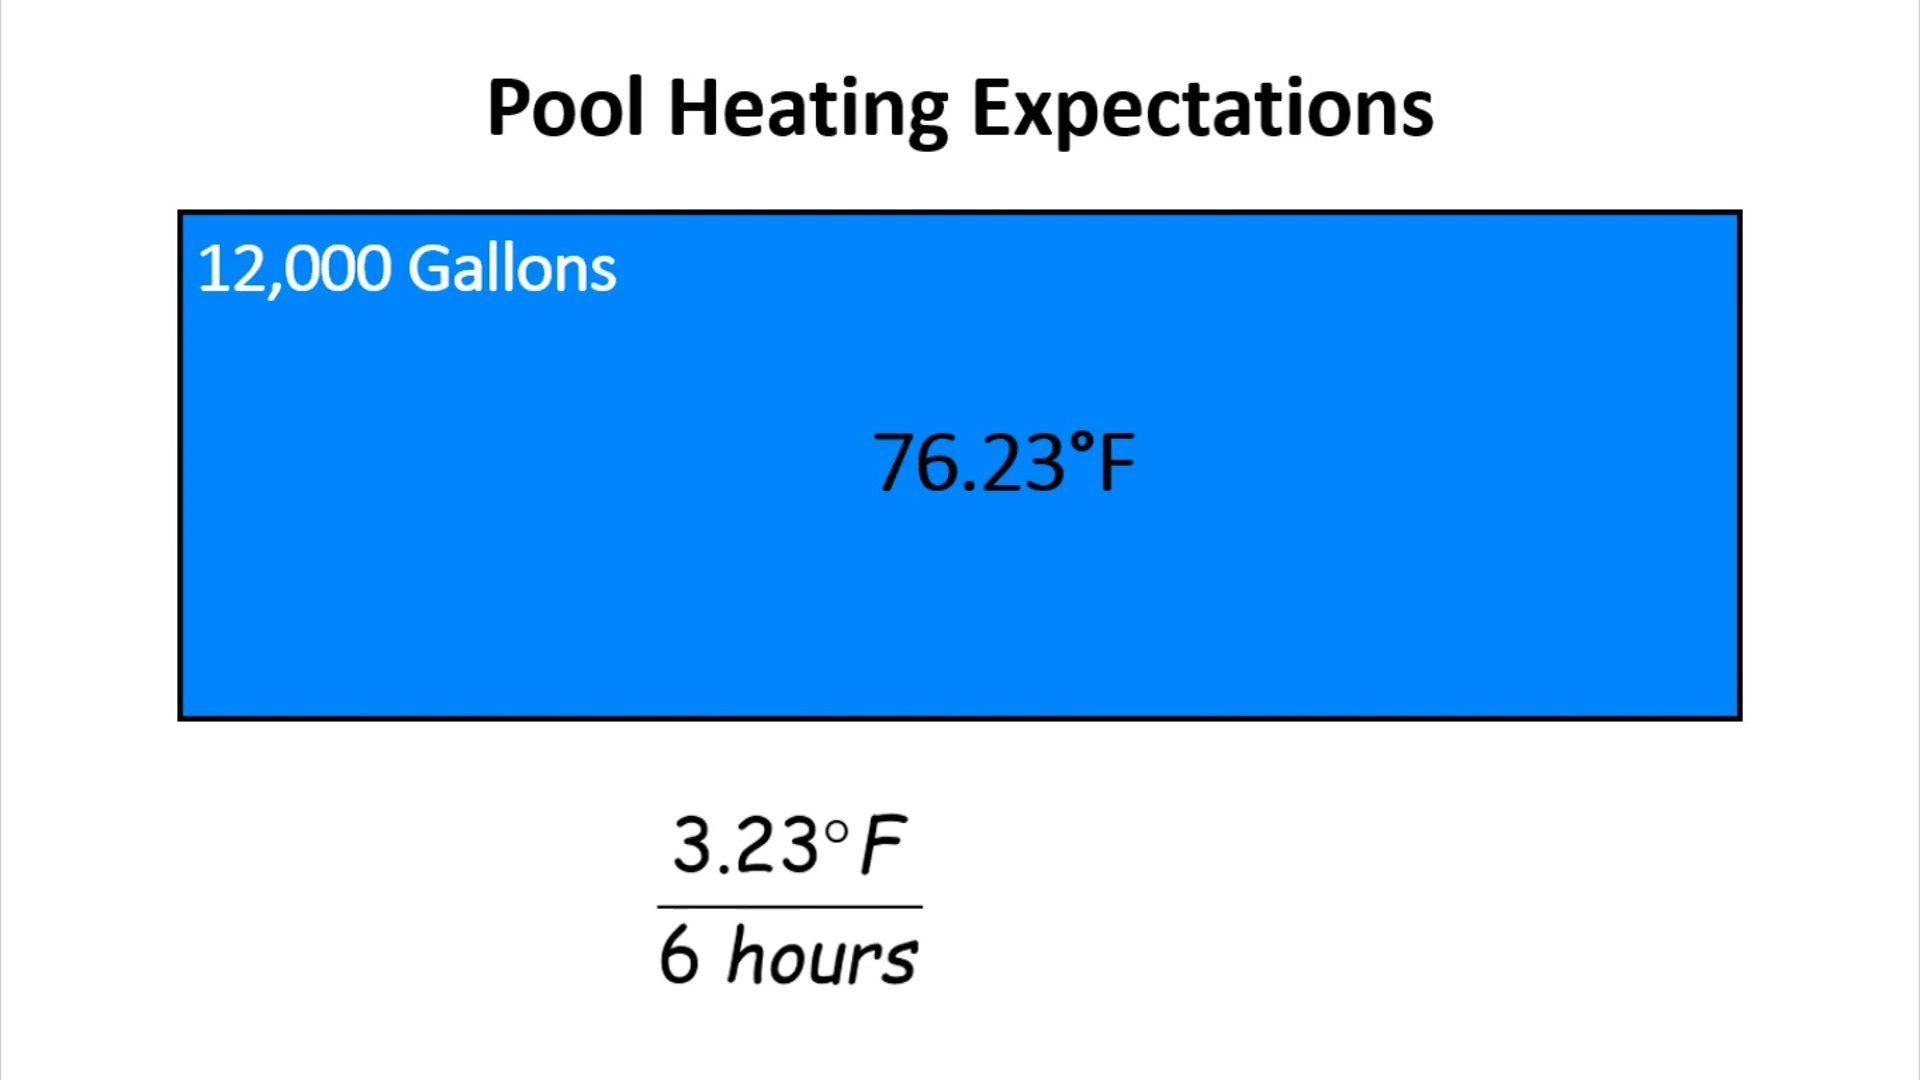 Pool Heating Expectations
12,000 Gallons
76.23°F
3.23°F
6 hours